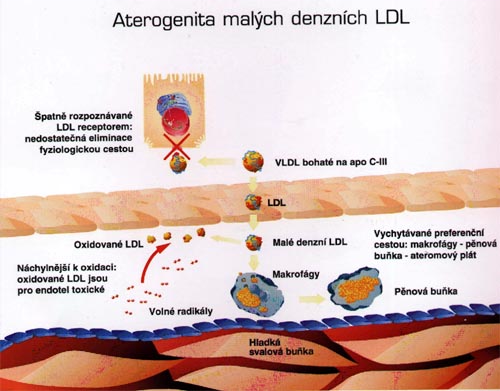 Aterogenita malých denzních LDL
Špatně rozpoznávané
LDL receptorem:
nedostatečná eliminace
fyziologickou cestou
VLDL bohaté na apo C-III
LDL
Oxidované LDL
Malé denzní LDL
Vychytávané preferenční
cestou: makrofágy - pěnová
buňka - ateromový plát
Náchylnější k oxidaci:
oxidované LDL jsou
pro endotel toxické
Makrofágy
Volné radikály
Pěnová buňka
Hladká
svalová buňka